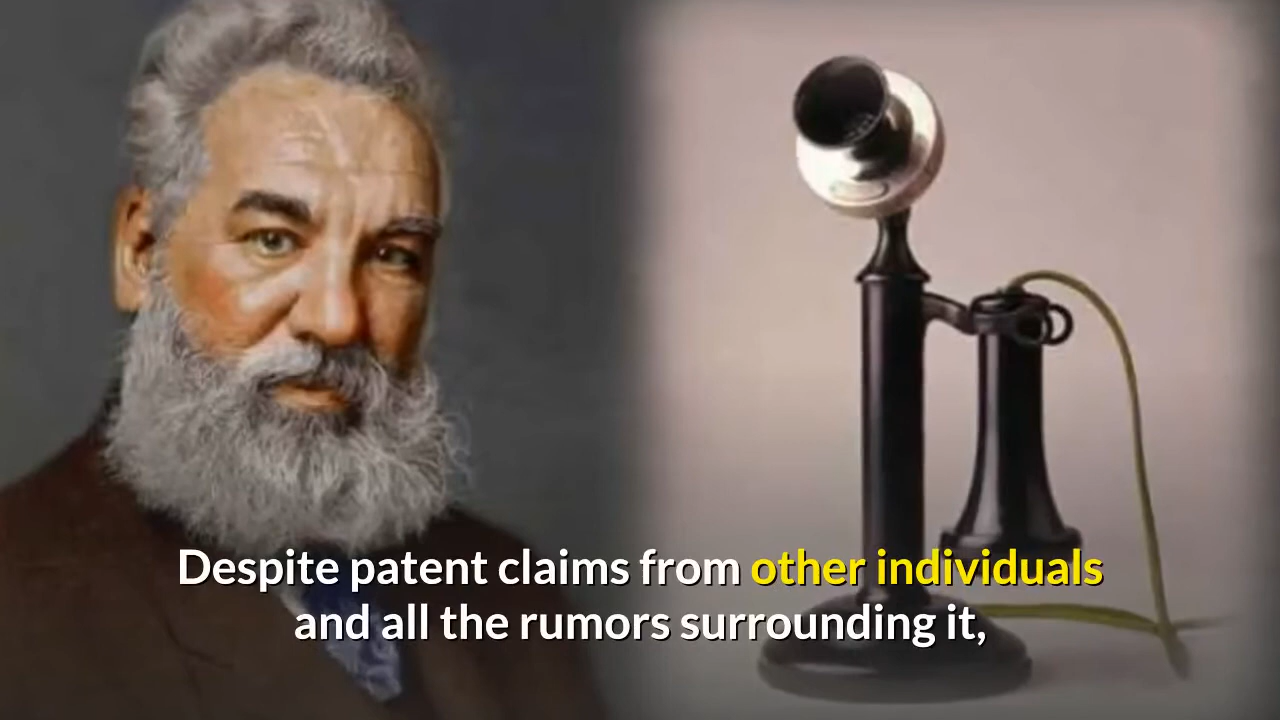 Despite patent claims from other individuals
and all the rumors surrounding it,